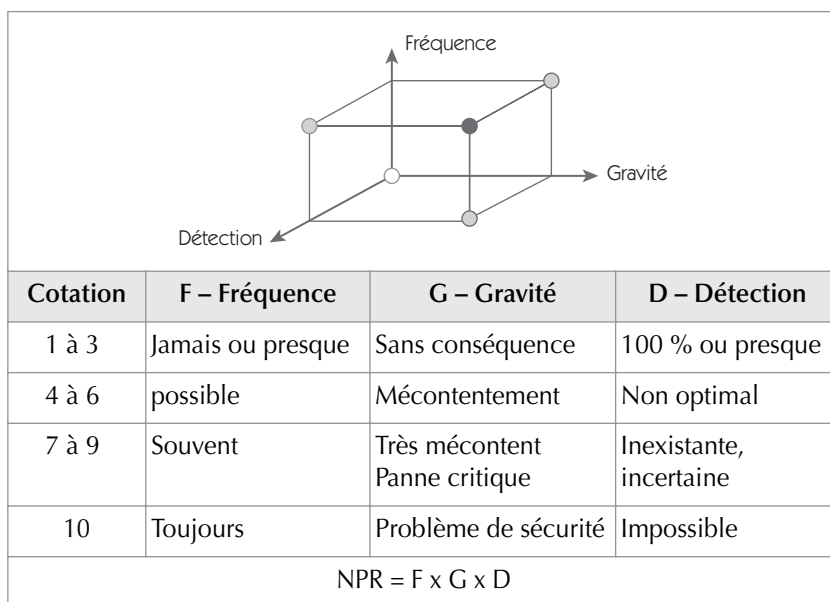 Fréquence
Gravité
Détection
Cotation F – Fréquence G – Gravité D – Détection
1 à 3 Jamais ou presque Sans conséquence 100 % ou presque
4 à 6 possible Mécontentement Non optimal
7 à 9 Souvent Très mécontent Inexistante,
Panne critique incertaine
10 Toujours Problème de sécurité Impossible
NPR = F x G x D